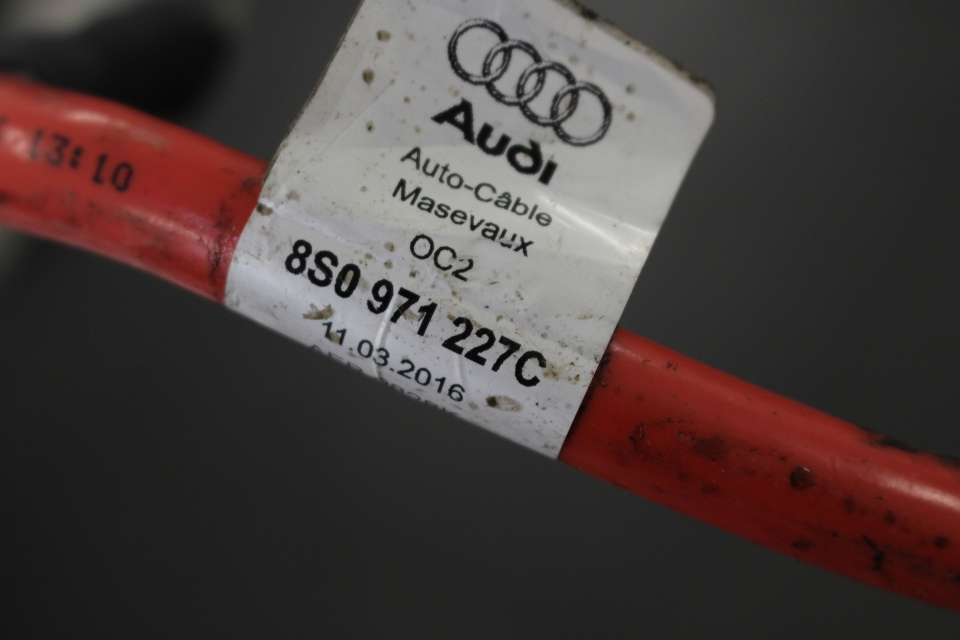 13:10
Audi
Auto-Câble
Masevaux
OC2
8S0 971 227C
11.03.2016